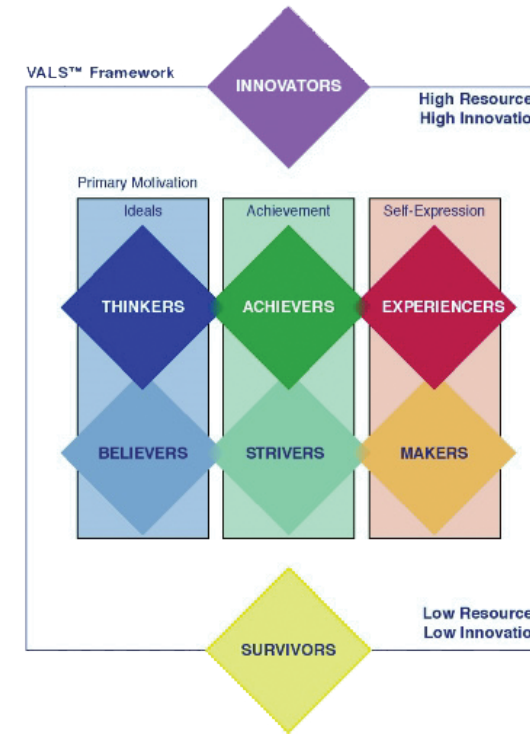 VALS™ Framework
INNOVATORS
High Resource
High Innovatio
Primary Motivation
Ideals
Achievement
Self-Expression
THINKERS
ACHIEVERS
EXPERIENCERS
BELIEVERS
STRIVERS
MAKERS
Low Resource
Low Innovatio
SURVIVORS